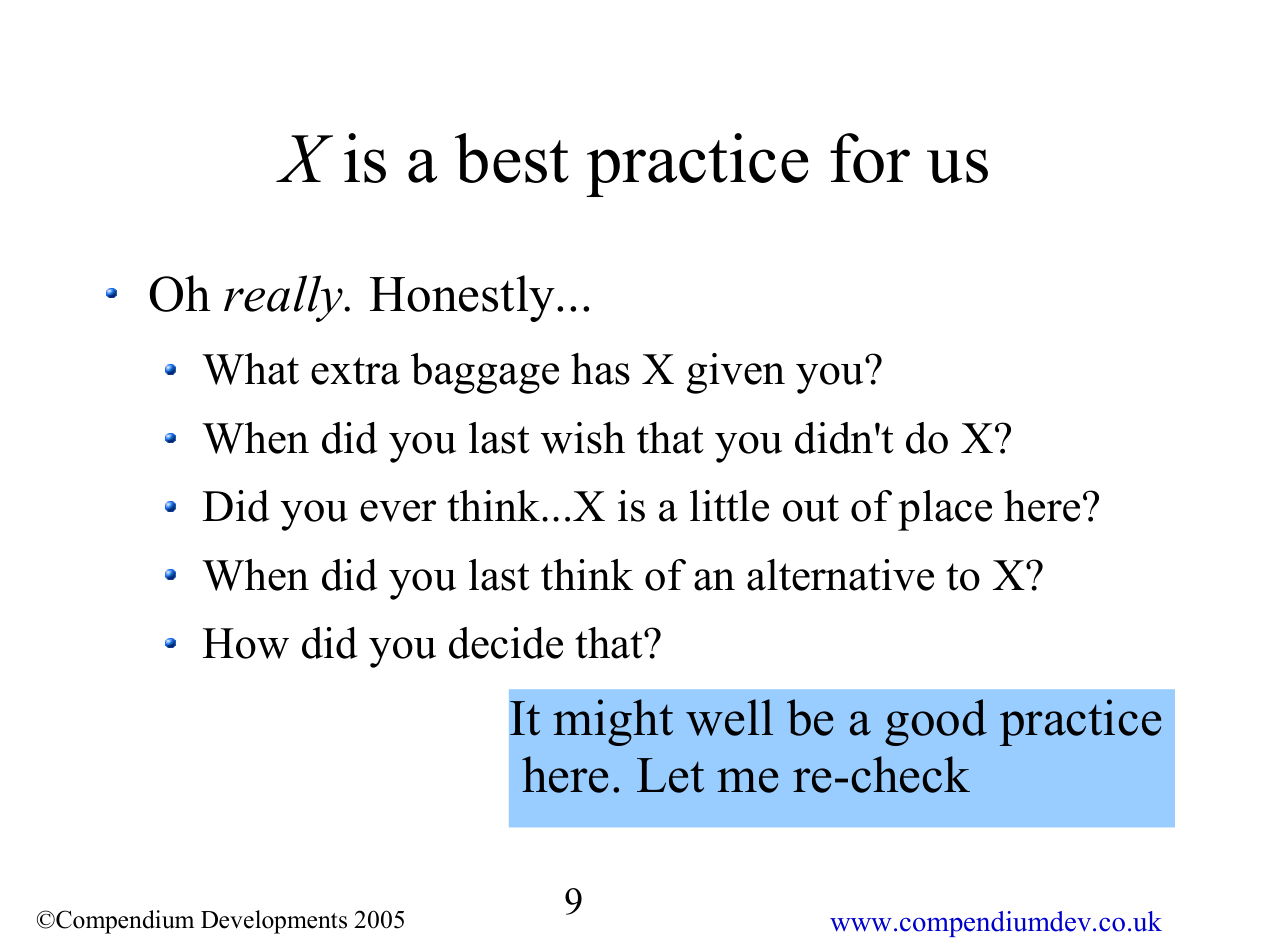 X is a best practice for us
Oh really. Honestly...
What extra baggage has X given you?
When did you last wish that you didn't do X?
Did you ever think...X is a little out of place here?
When did you last think of an alternative to X?
How did you decide that?
It might well be a good practice
here. Let me re-check
9
©Compendium Developments 2005
www.compendiumdev.co.uk